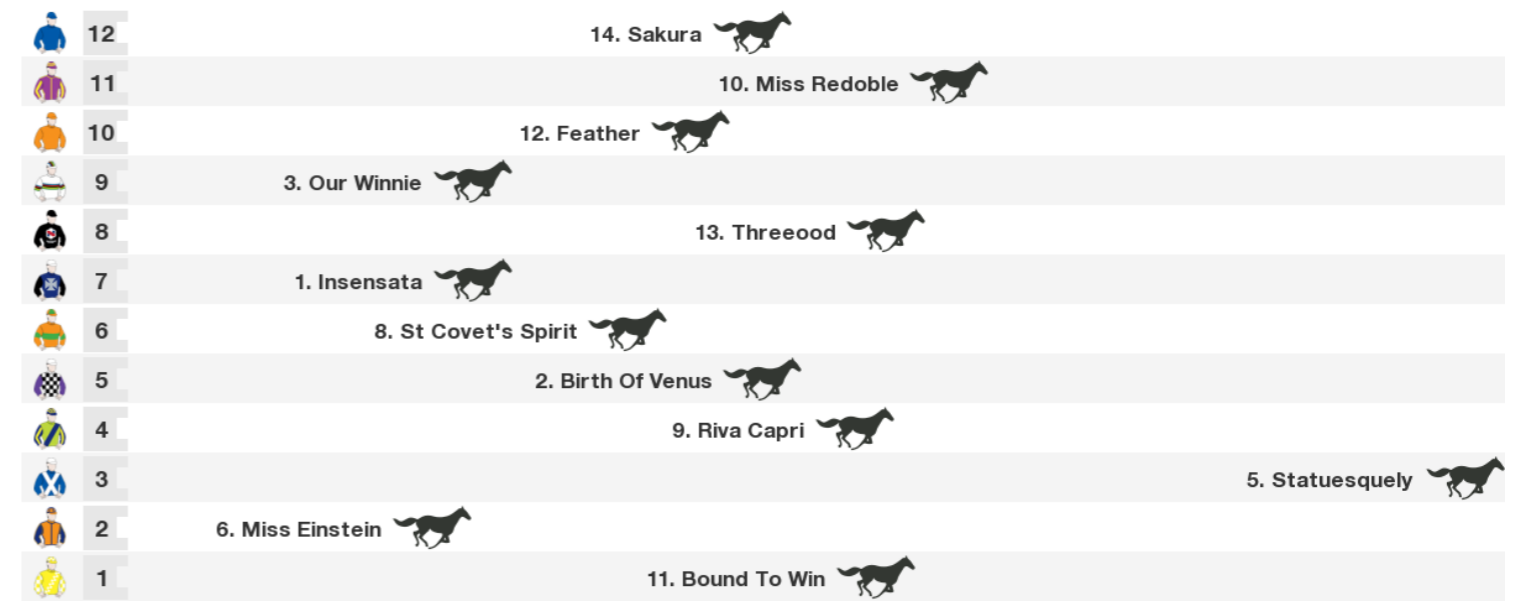 12 14. Sakura
11 10. Miss Redoble
10 12. Feather
9 3. Our Winnie
8 13. Threeood
7 1. Insensata
6 8. St Covet's Spirit
5 2. Birth Of Venus
4 9. Riva Capri
3 5. Statuesquely
2 6. Miss Einstein
1 11. Bound To Win